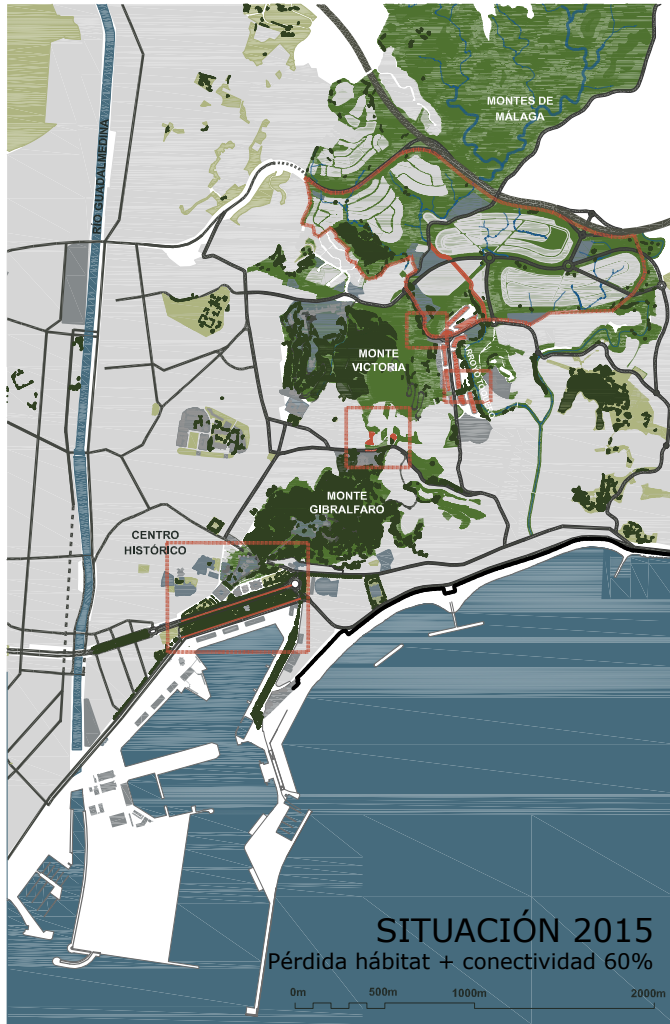 MONTES DE
MÁLAGA
RÍO GUADALMEDINA
MONTE
VICTORIA
MONTE
GIBRALFARO
CENTRO
HISTÓRICO
SITUACIÓN 2015
Pérdida hábitat + conectividad 60%
0m 500m 1000m 2000m